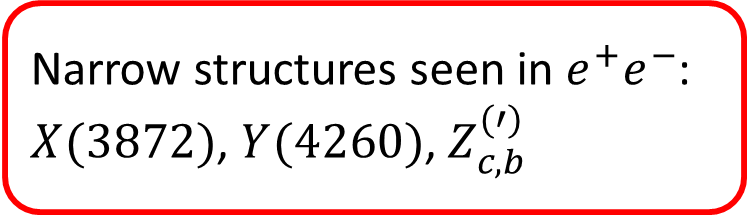 Narrow structures seen in e⁺e⁻:
X(3872), Y(4260), Z_{c,b}^{(′)}